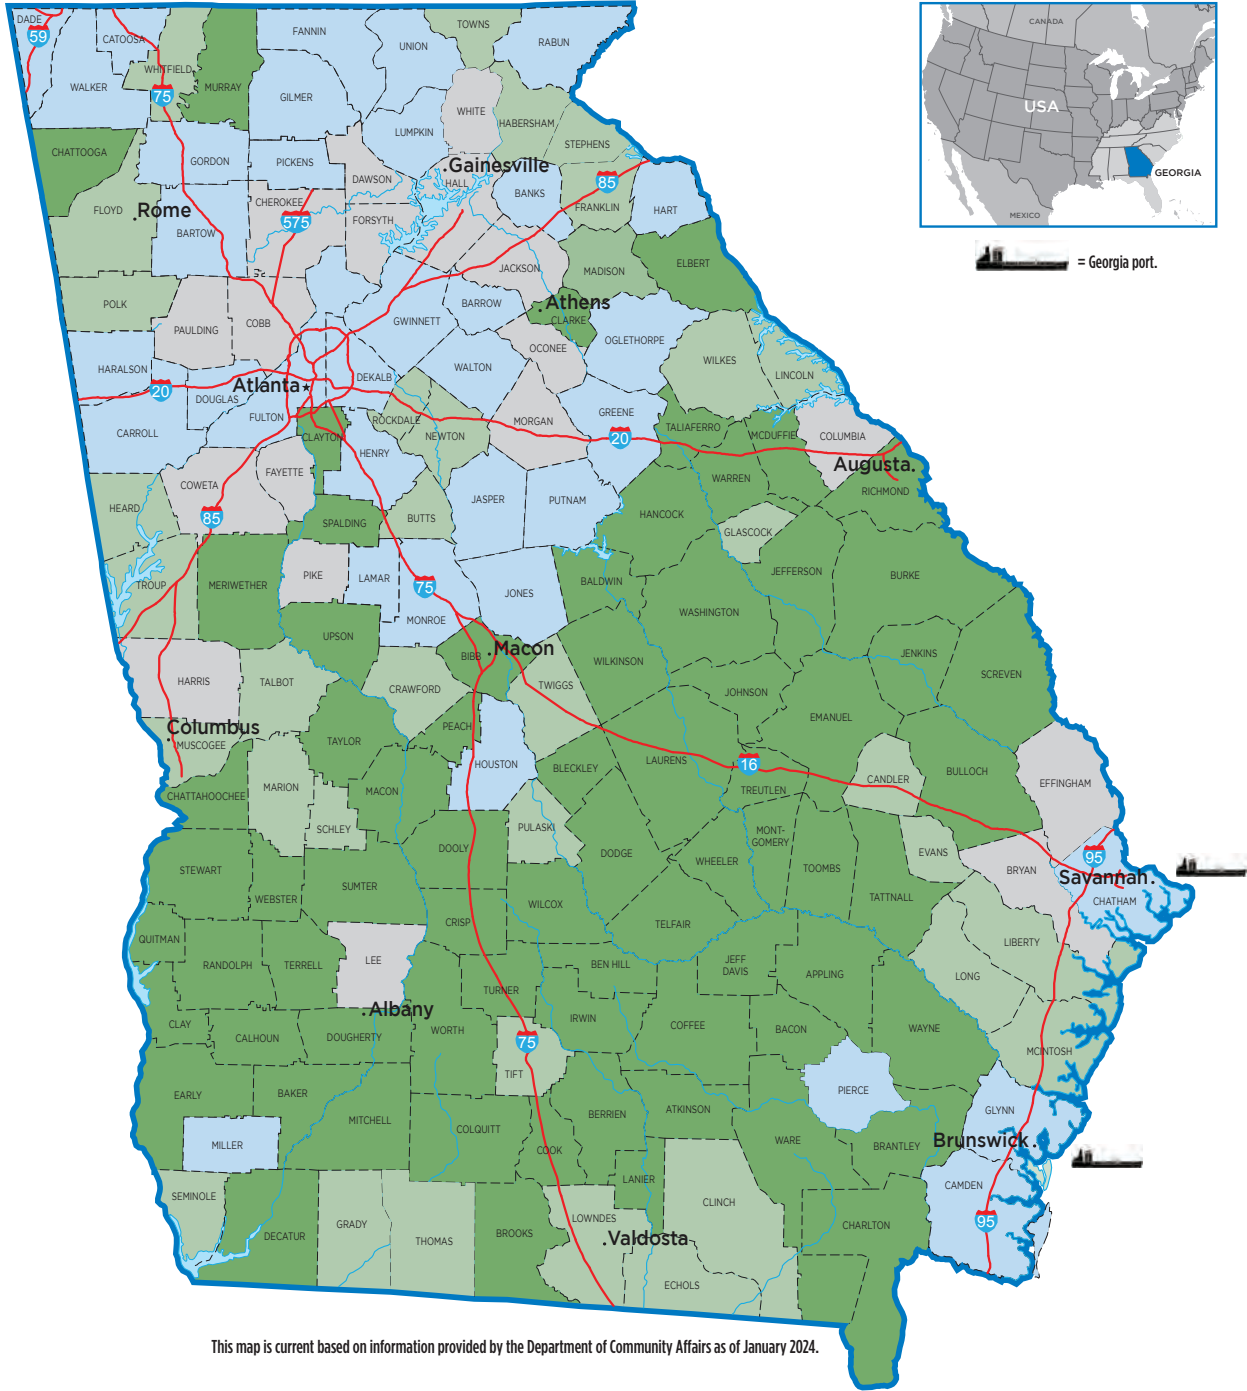 DADE
59
CATOOSA
FANNIN
TOWNS
UNION
RABUN
WHITFIELD
WALKER
75
MURRAY
GILMER
WHITE
HABERSHAM
LUMPKIN
STEPHENS
CHATTOOGA
GORDON
PICKENS
DAWSON
Gainesville
HALL
BANKS
85
FRANKLIN
HART
FLOYD
Rome
CHEROKEE
575
FORSYTH
BARTOW
JACKSON
MADISON
ELBERT
POLK
PAULDING
COBB
BARROW
Athens
CLARKE
GWINNETT
OCONEE
OGLETHORPE
WILKES
LINCOLN
HARALSON
20
Atlanta
DEKALB
WALTON
DOUGLAS
FULTON
CARROLL
CLAYTON
ROCKDALE
NEWTON
HENRY
MORGAN
GREENE
20
TALIAFERRO
MCDUFFIE
COLUMBIA
Augusta
RICHMOND
WARREN
COWETA
FAYETTE
HEARD
85
SPALDING
BUTTS
JASPER
PUTNAM
HANCOCK
GLASCOCK
JEFFERSON
BURKE
TROUP
MERIWETHER
PIKE
LAMAR
75
MONROE
JONES
BALDWIN
WASHINGTON
UPSON
BIBB
Macon
WILKINSON
JENKINS
SCREVEN
HARRIS
TALBOT
CRAWFORD
TWIGGS
JOHNSON
EMANUEL
Columbus
MUSCOGEE
TAYLOR
PEACH
HOUSTON
BLECKLEY
LAURENS
16
TREUTLEN
CANDLER
BULLOCH
EFFINGHAM
CHATTAHOOCHEE
MARION
MACON
SCHLEY
PULASKI
DOOLY
DODGE
WHEELER
MONT-
GOMERY
TOOMBS
EVANS
BRYAN
95
Savannah
CHATHAM
STEWART
WEBSTER
SUMTER
CRISP
WILCOX
TELFAIR
TATTNALL
LIBERTY
LONG
QUITMAN
RANDOLPH
TERRELL
LEE
BEN HILL
JEFF
DAVIS
APPLING
TURNER
Albany
CLAY
CALHOUN
DOUGHERTY
WORTH
IRWIN
COFFEE
BACON
WAYNE
MCINTOSH
75
TIFT
EARLY
BAKER
MITCHELL
MILLER
COLQUITT
COOK
BERRIEN
ATKINSON
PIERCE
WARE
BRANTLEY
GLYNN
Brunswick
CAMDEN
95
SEMINOLE
DECATUR
GRADY
THOMAS
BROOKS
LOWNDES
Valdosta
LANIER
CLINCH
ECHOLS
CHARLTON
CANADA
USA
GEORGIA
MEXICO
= Georgia port.
This map is current based on information provided by the Department of Community Affairs as of January 2024.